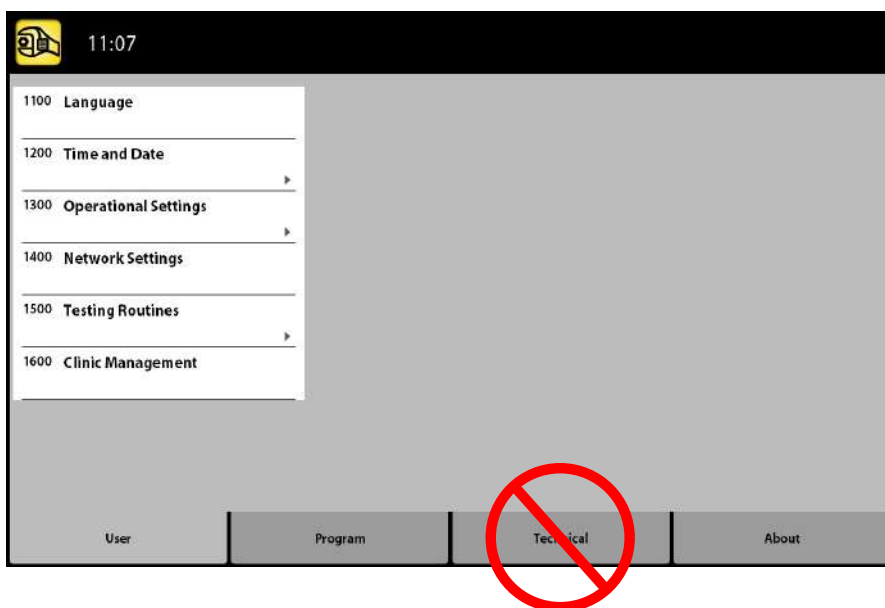 11:07
1100 Language
1200 Time and Date
1300 Operational Settings
1400 Network Settings
1500 Testing Routines
1600 Clinic Management
User Program Technical About